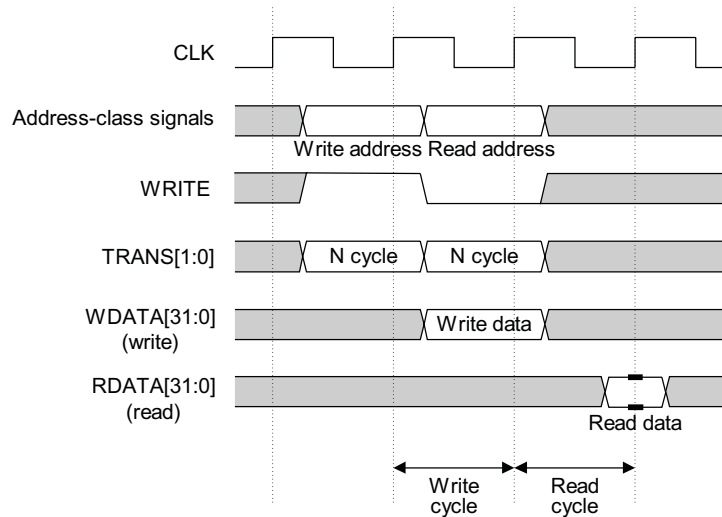 CLK
Address-class signals
Write address Read address
WRITE
TRANS[1:0]
N cycle N cycle
WDATA[31:0]
(write)
Write data
RDATA[31:0]
(read)
Read data
Write
cycle
Read
cycle